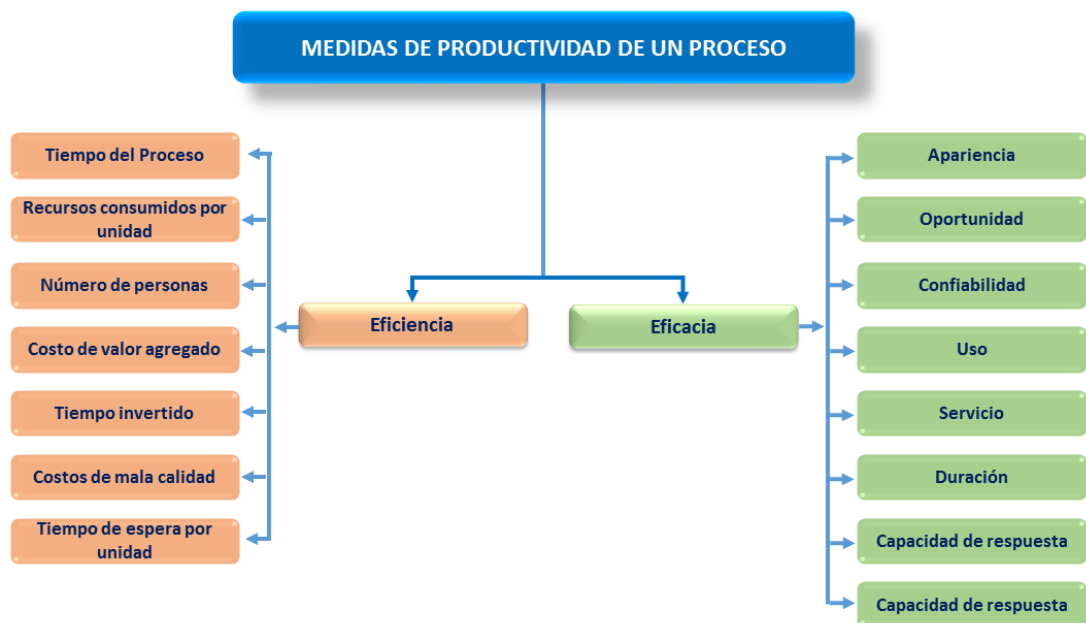 MEDIDAS DE PRODUCTIVIDAD DE UN PROCESO
Tiempo del Proceso
Recursos consumidos por
unidad
Número de personas
Costo de valor agregado
Tiempo invertido
Costos de mala calidad
Tiempo de espera por
unidad
Eficiencia
Eficacia
Apariencia
Oportunidad
Confiabilidad
Uso
Servicio
Duración
Capacidad de respuesta
Capacidad de respuesta